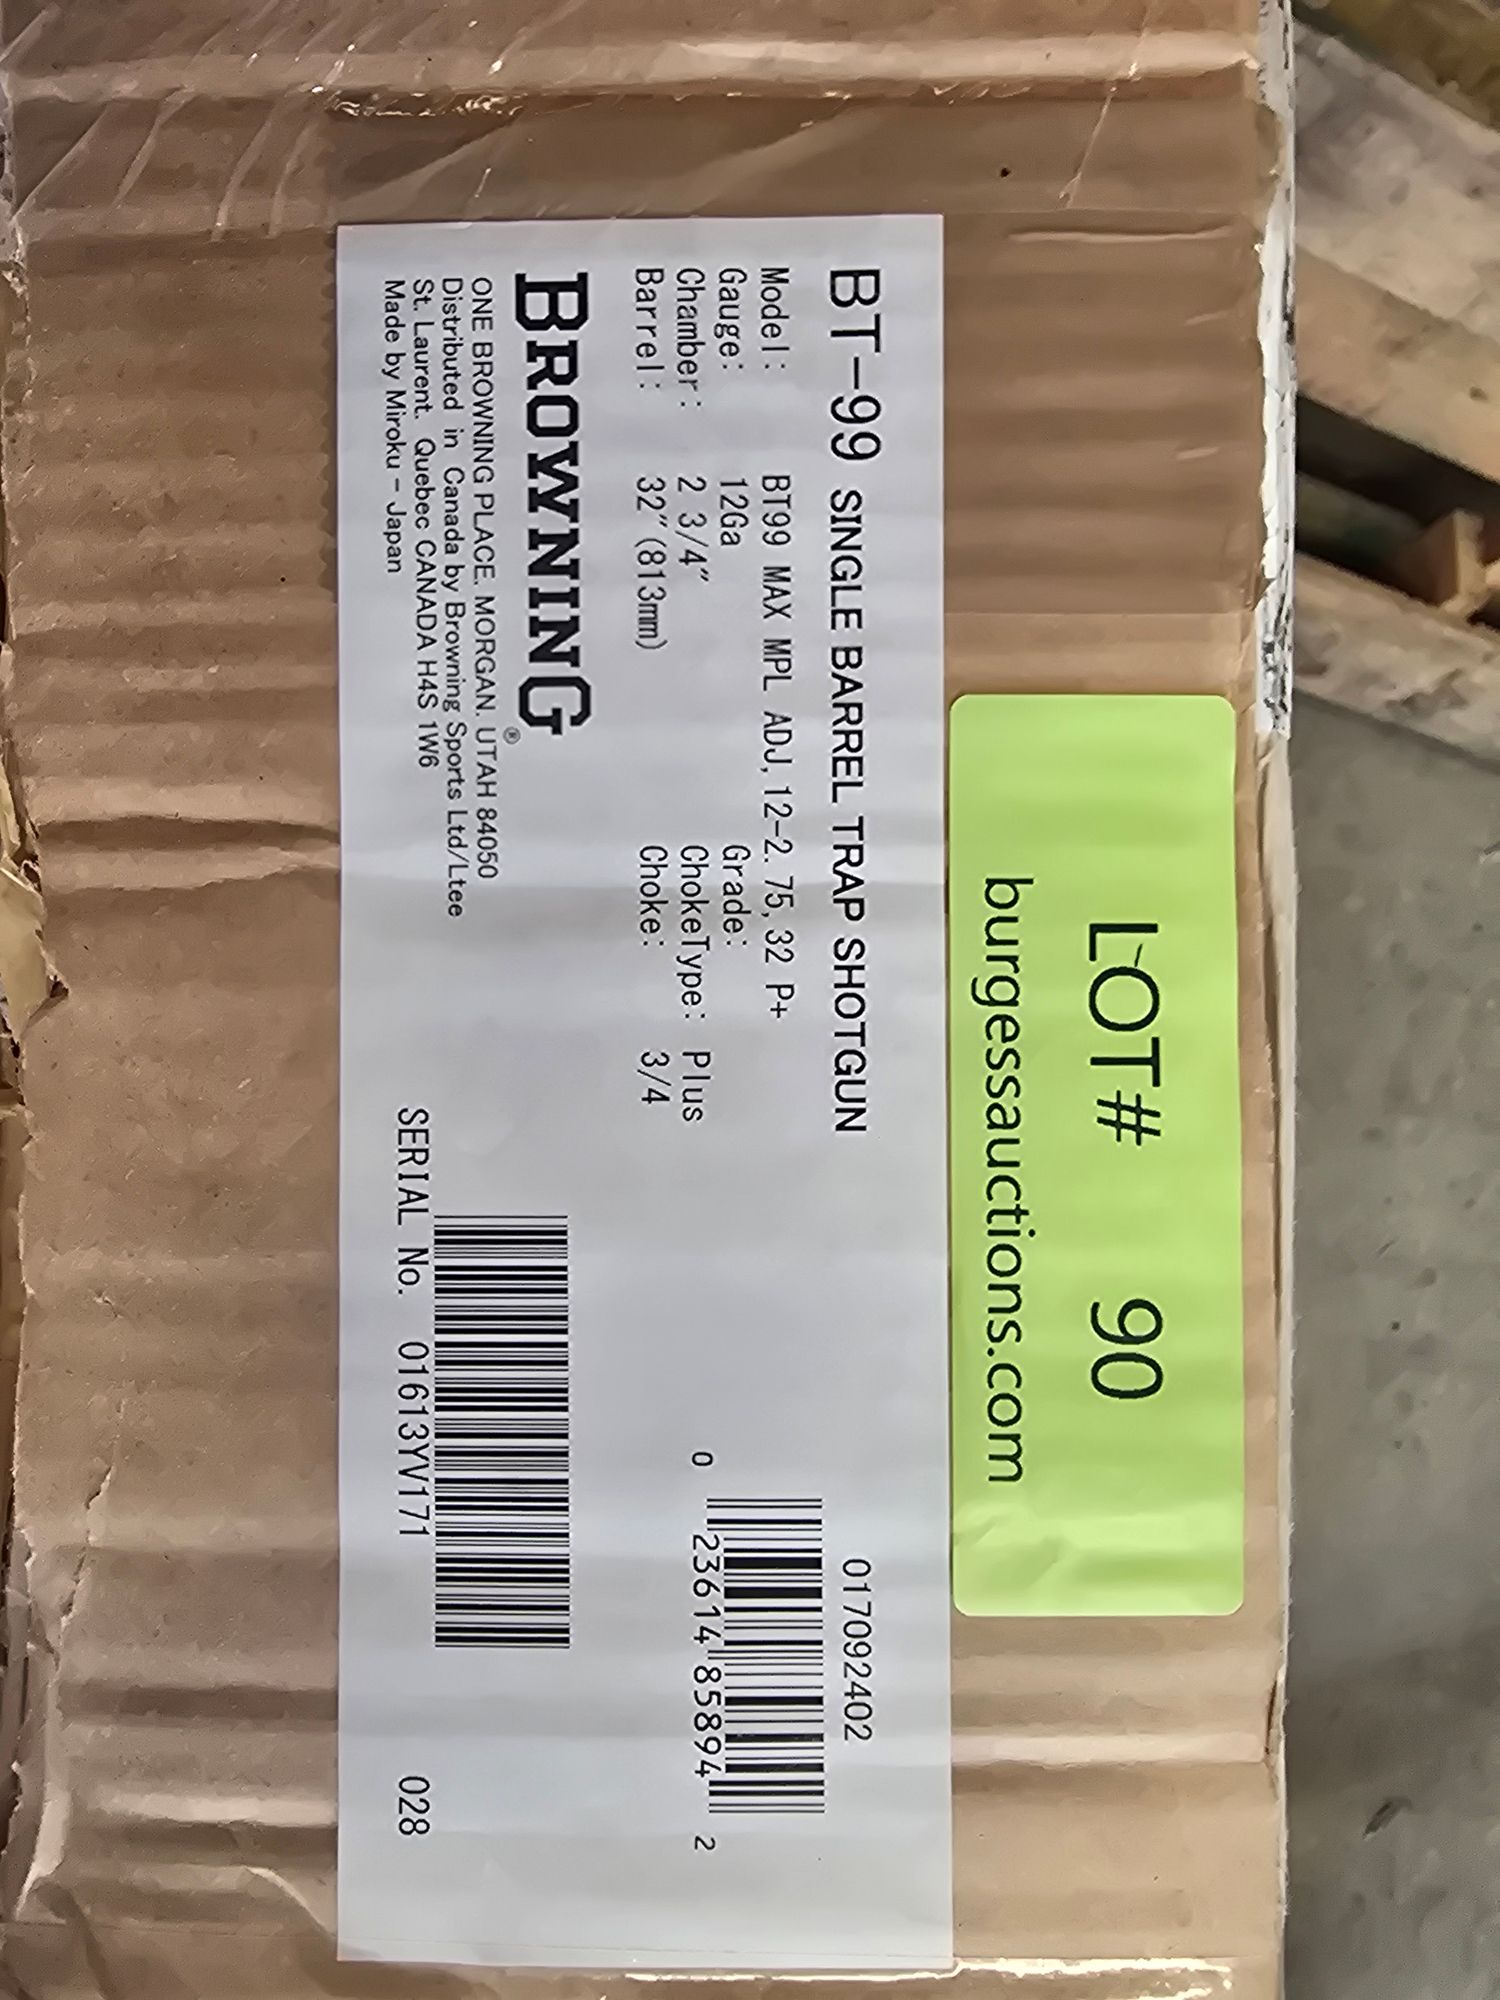 LOT# 90
burgessauctions.com
BT-99 SINGLE BARREL TRAP SHOTGUN
017092402
Model: BT99 MAX MPL ADJ, 12-2. 75, 32 P+
Gauge: 12Ga Grade:
Chamber: 2 3/4" ChokeType: Plus
Barrel: 32"(813mm) Choke: 3/4
0 23614 85894 2
BROWNING®
ONE BROWNING PLACE. MORGAN. UTAH 84050
Distributed in Canada by Browning Sports Ltd/Ltee
St. Laurent. Quebec CANADA H4S 1W6
Made by Miroku - Japan
SERIAL No. 01613YV171 028